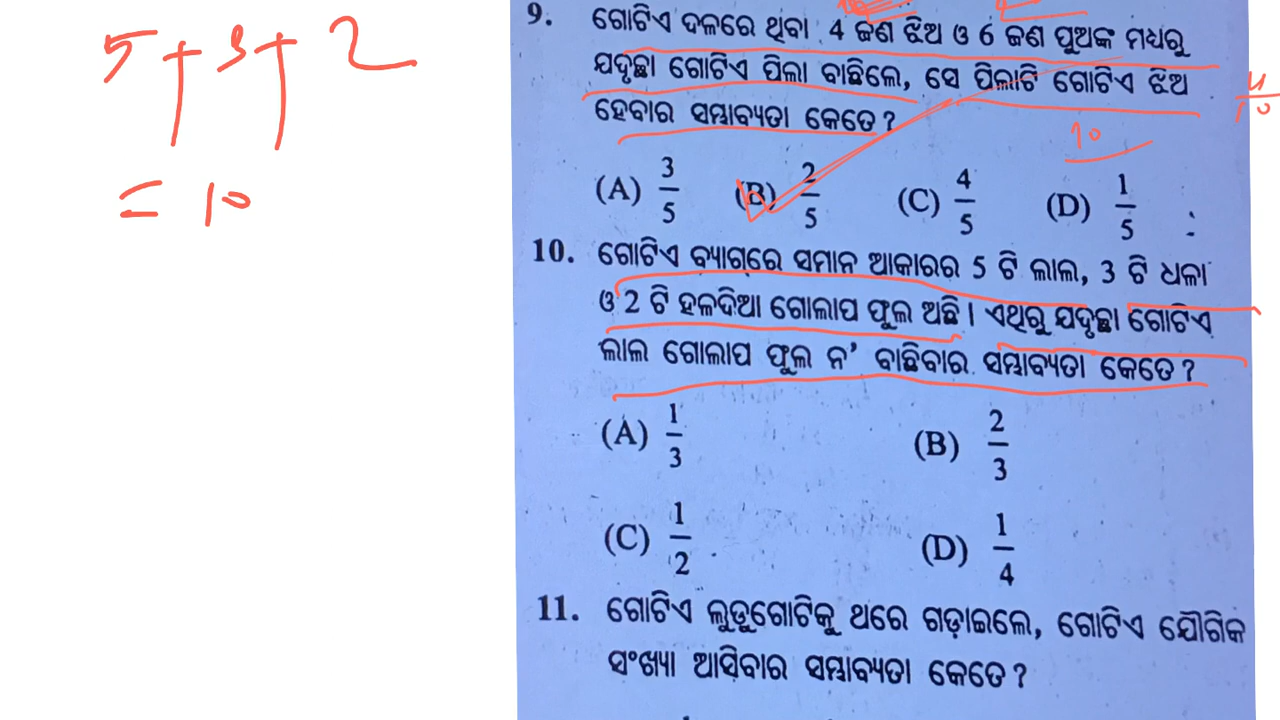 5 + 3 + 2
= 10
9. ଗୋଟିଏ ଦଳରେ ଥିବା 4 ଜଣ ଝିଅ ଓ 6 ଜଣ ପୁଅଙ୍କ ମଧ୍ୟରୁ
ଯଦୃଚ୍ଛା ଗୋଟିଏ ପିଲା ବାଛିଲେ, ସେ ପିଲାଟି ଗୋଟିଏ ଝିଅ
ହେବାର ସମ୍ଭାବ୍ୟତା କେତେ ?
4/10
10
(A) 3/5 (B) 2/5 (C) 4/5 (D) 1/5
10. ଗୋଟିଏ ବ୍ୟାଗ୍‌ରେ ସମାନ ଆକାରର 5 ଟି ଲାଲ, 3 ଟି ଧଳା
ଓ 2 ଟି ହଳଦିଆ ଗୋଲାପ ଫୁଲ ଅଛି । ଏଥିରୁ ଯଦୃଚ୍ଛା ଗୋଟିଏ
ଲାଲ ଗୋଲାପ ଫୁଲ ନ’ ବାଛିବାର ସମ୍ଭାବ୍ୟତା କେତେ ?
(A) 1/3 (B) 2/3
(C) 1/2 (D) 1/4
11. ଗୋଟିଏ ଲୁଡୁଗୋଟିକୁ ଥରେ ଗଡ଼ାଇଲେ, ଗୋଟିଏ ଯୌଗିକ
ସଂଖ୍ୟା ଆସିବାର ସମ୍ଭାବ୍ୟତା କେତେ ?